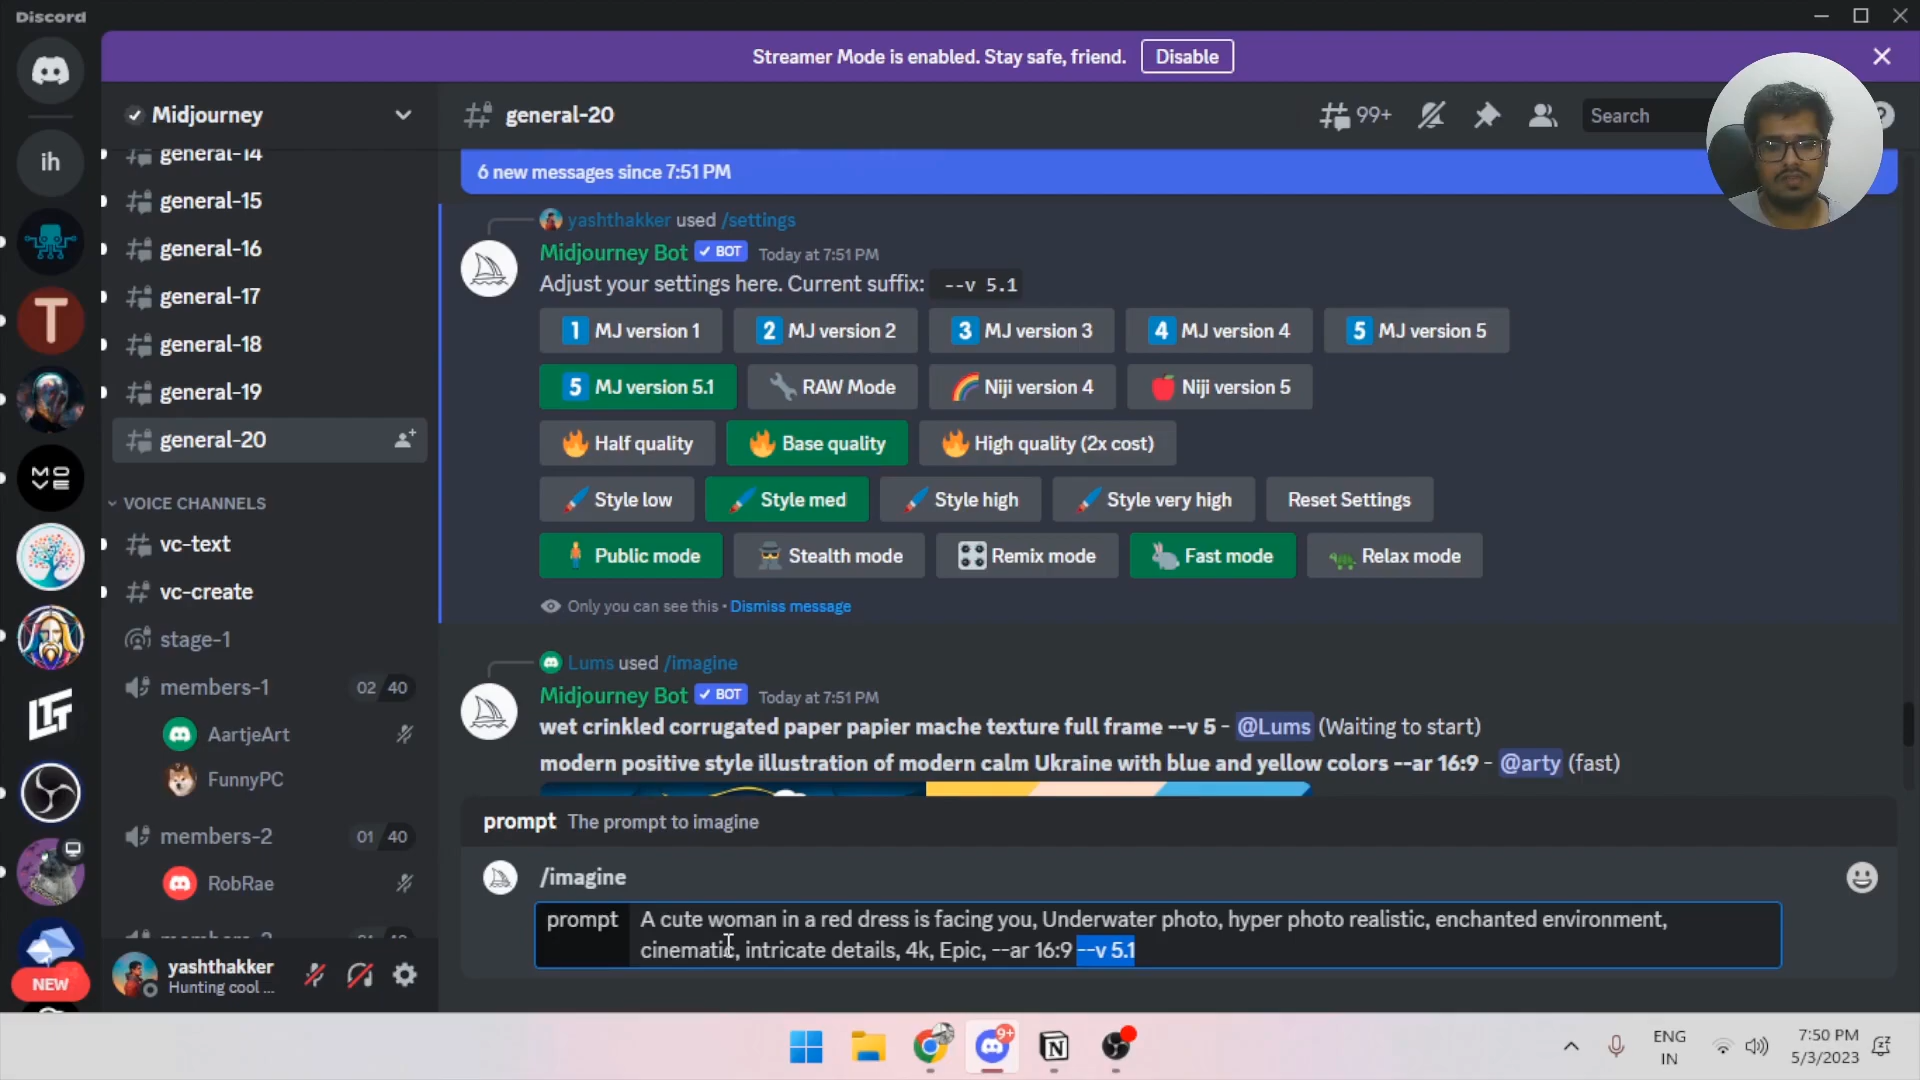 Discord
Streamer Mode is enabled. Stay safe, friend.
Disable
ih
T
MOVE
LTT
NEW
Midjourney
general-14
general-15
general-16
general-17
general-18
general-19
general-20
VOICE CHANNELS
vc-text
vc-create
stage-1
members-1 02 40
AartjeArt
FunnyPC
members-2 01 40
RobRae
yashthakker
Hunting cool ...
general-20
99+
Search
6 new messages since 7:51 PM
yashthakker used /settings
Midjourney Bot ✓ BOT Today at 7:51 PM
Adjust your settings here. Current suffix: --v 5.1
1 MJ version 1 2 MJ version 2 3 MJ version 3 4 MJ version 4 5 MJ version 5
5 MJ version 5.1 RAW Mode Niji version 4 Niji version 5
Half quality Base quality High quality (2x cost)
Style low Style med Style high Style very high Reset Settings
Public mode Stealth mode Remix mode Fast mode Relax mode
Only you can see this • Dismiss message
Lums used /imagine
Midjourney Bot ✓ BOT Today at 7:51 PM
wet crinkled corrugated paper papier mache texture full frame --v 5 - @Lums (Waiting to start)
modern positive style illustration of modern calm Ukraine with blue and yellow colors --ar 16:9 - @arty (fast)
prompt The prompt to imagine
/imagine
prompt A cute woman in a red dress is facing you, Underwater photo, hyper photo realistic, enchanted environment,
cinematic, intricate details, 4k, Epic, --ar 16:9 --v 5.1
9+
ENG
IN
7:50 PM
5/3/2023